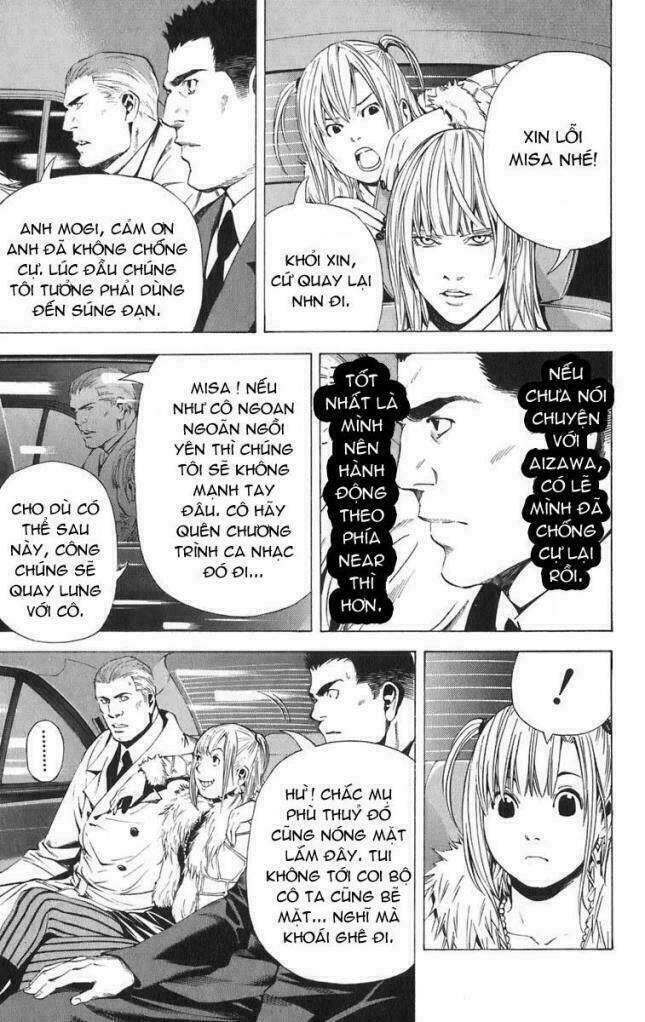 XIN LỖI
MISA NHÉ!
KHỎI XIN,
CỨ QUAY LẠI
NHN ĐI.
ANH MOGI, CẢM ƠN
ANH ĐÃ KHÔNG CHỐNG
CỰ. LÚC ĐẦU CHÚNG
TÔI TƯỞNG PHẢI DÙNG
ĐẾN SÚNG ĐẠN.
NẾU
CHƯA NÓI
CHUYỆN
VỚI
AIZAWA,
CÓ LẼ
MÌNH ĐÃ
CHỐNG
CỰ LẠI
RỒI.
TỐT
NHẤT LÀ
MÌNH
NÊN
HÀNH
ĐỘNG
THEO
PHÍA
NEAR
THÌ
HƠN.
MISA! NẾU
NHƯ CÔ NGOAN
NGOÃN NGỒI
YÊN THÌ CHÚNG
TÔI SẼ KHÔNG
MẠNH TAY
ĐÂU. CÔ HÃY
QUÊN CHƯƠNG
TRÌNH CA NHẠC
ĐÓ ĐI...
CHO DÙ CÓ
THỂ SAU
NÀY, CÔNG
CHÚNG SẼ
QUAY LƯNG
VỚI CÔ.
!
HỪ! CHẮC MỤ
PHÙ THUỶ ĐÓ
CŨNG NÓNG MẶT
LẮM ĐÂY. TUI
KHÔNG TỚI COI BỘ
CÔ TA CŨNG BẼ
MẶT... NGHĨ MÀ
KHOÁI GHÊ ĐI.
......